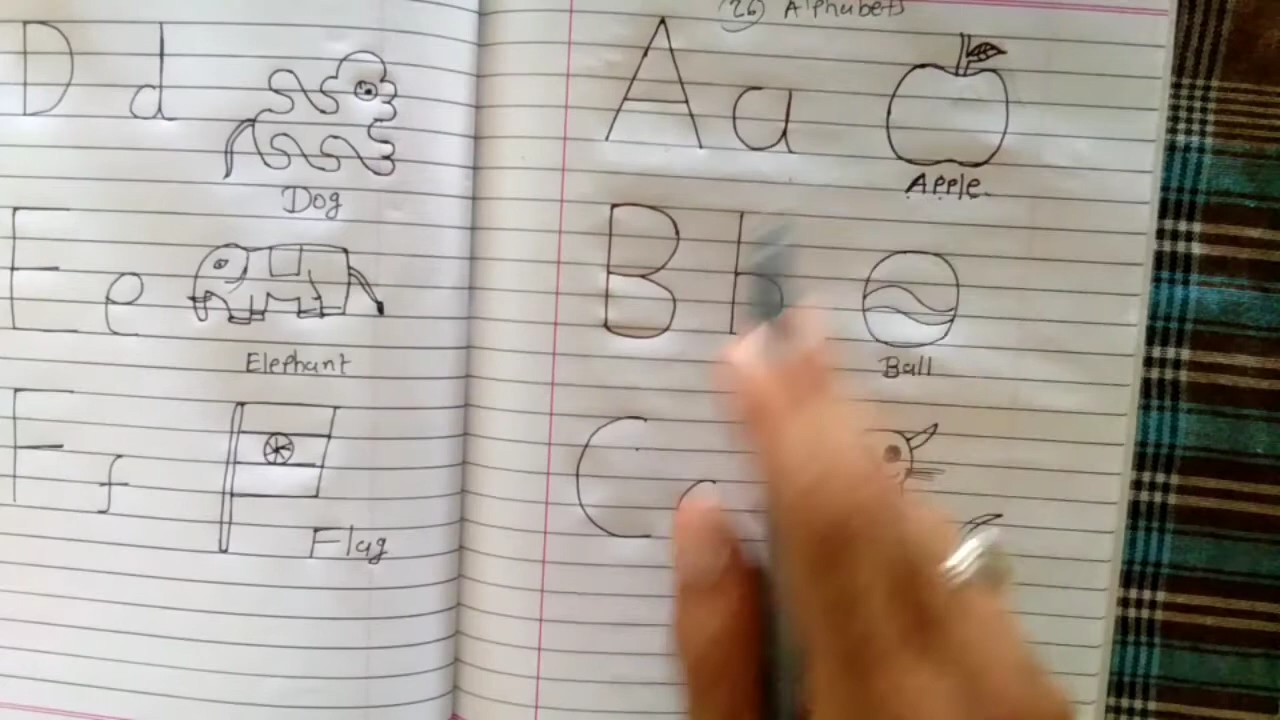 (26) Alphabets
A a
Apple.
B b
Ball
C c
D d
Dog
E e
Elephant
F f
Flag